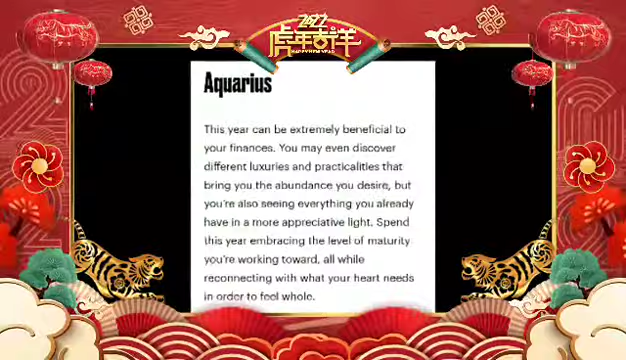 2022
虎年吉祥
HAPPY NEW YEAR
Aquarius
This year can be extremely beneficial to
your finances. You may even discover
different luxuries and practicalities that
bring you the abundance you desire, but
you're also seeing everything you already
have in a more appreciative light. Spend
this year embracing the level of maturity
you're working toward, all while
reconnecting with what your heart needs
in order to feel whole.